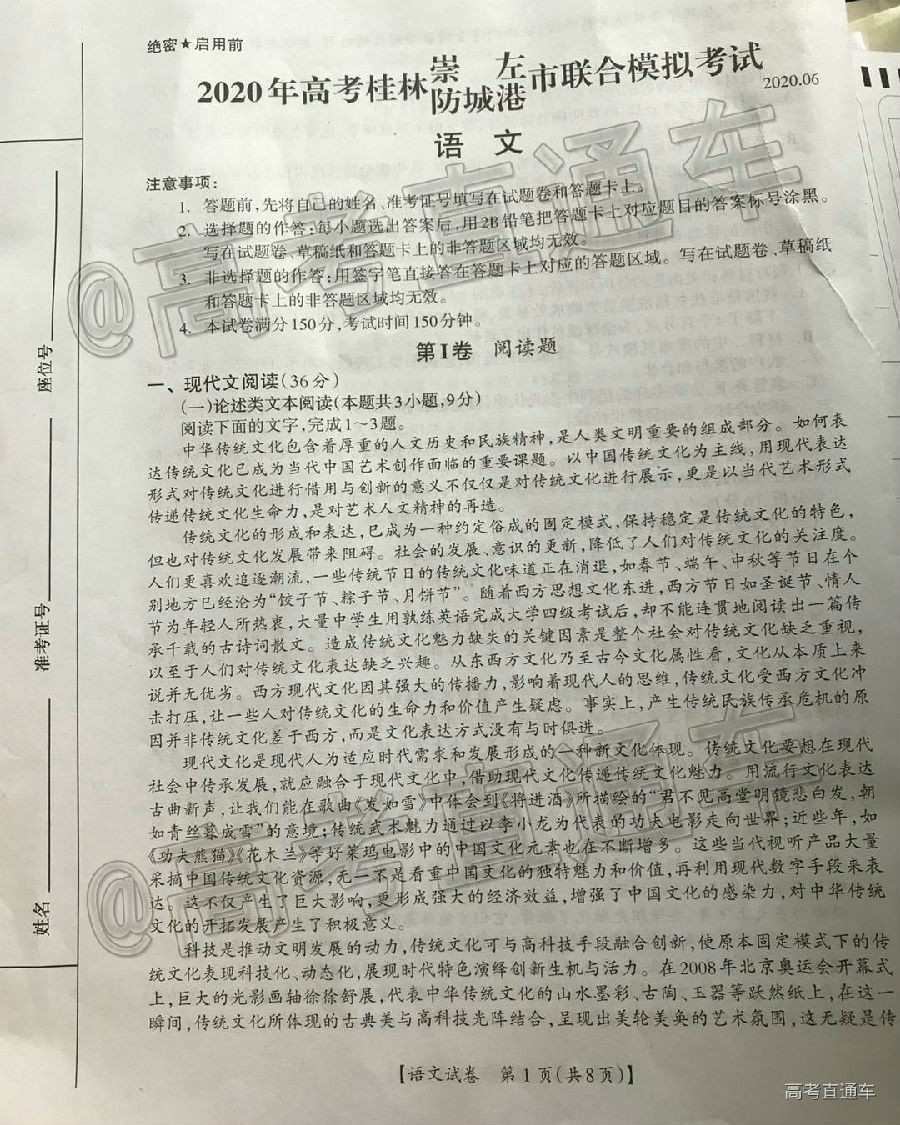 绝密★启用前
2020年高考桂林崇左防城港市联合模拟考试
2020.06
语 文
注意事项：
1. 答题前,先将自己的姓名、准考证号填写在试题卷和答题卡上。
2. 选择题的作答:每小题选出答案后,用2B铅笔把答题卡上对应题目的答案标号涂黑。
写在试题卷、草稿纸和答题卡上的非答题区域均无效。
3. 非选择题的作答:用签字笔直接答在答题卡上对应的答题区域。写在试题卷、草稿纸
和答题卡上的非答题区域均无效。
4. 本试卷满分150分,考试时间150分钟。
第Ⅰ卷 阅读题
一、现代文阅读(36分)
(一)论述类文本阅读(本题共3小题,9分)
阅读下面的文字,完成1～3题。
中华传统文化包含着厚重的人文历史和民族精神,是人类文明重要的组成部分。如何表
达传统文化已成为当代中国艺术创作面临的重要课题。以中国传统文化为主线,用现代表达
形式对传统文化进行借用与创新的意义不仅仅是对传统文化进行展示,更是以当代艺术形式
传递传统文化生命力,是对艺术人文精神的再造。
传统文化的形成和表达,已成为一种约定俗成的固定模式,保持稳定是传统文化的特色,
但也对传统文化发展带来阻碍。社会的发展、意识的更新,降低了人们对传统文化的关注度。
人们更喜欢追逐潮流,一些传统节日的传统文化味道正在消退,如春节、端午、中秋等节日在个
别地方已经沦为“饺子节、粽子节、月饼节”。随着西方思想文化东进,西方节日如圣诞节、情人
节为年轻人所热衷,大量中学生用熟练英语完成大学四级考试后,却不能连贯地阅读出一篇传
承千载的古诗词散文。造成传统文化魅力缺失的关键因素是整个社会对传统文化缺乏重视,
以至于人们对传统文化表达缺乏兴趣。从东西方文化乃至古今文化属性看,文化从本质上来
说并无优劣。西方现代文化因其强大的传播力,影响着现代人的思维,传统文化受西方文化冲
击打压,让一些人对传统文化的生命力和价值产生疑虑。事实上,产生传统民族传承危机的原
因并非传统文化差于西方,而是文化表达方式没有与时俱进。
现代文化是现代人为适应时代需求和发展形成的一种新文化体现。传统文化要想在现代
社会中传承发展,就应融合于现代文化中,借助现代文化传递传统文化魅力。用流行文化表达
古曲新声,让我们能在歌曲《发如雪》中体会到《将进酒》所描绘的“君不见高堂明镜悲白发,朝
如青丝暮成雪”的意境;传统武术魅力通过以李小龙为代表的功夫电影走向世界;近些年,如
《功夫熊猫》《花木兰》等好莱坞电影中的中国文化元素也在不断增多。这些当代视听产品大量
采摘中国传统文化资源,无一不是看重中国文化的独特魅力和价值,再利用现代数字手段来表
达。这不仅产生了巨大影响,更形成强大的经济效益,增强了中国文化的感染力,对中华传统
文化的开拓发展产生了积极意义。
科技是推动文明发展的动力,传统文化可与高科技手段融合创新,使原本固定模式下的传
统文化表现科技化、动态化,展现时代特色演绎创新生机与活力。在2008年北京奥运会开幕式
上,巨大的光影画轴徐徐舒展,代表中华传统文化的山水墨彩、古陶、玉器等跃然纸上,在这一
瞬间,传统文化所体现的古典美与高科技光阵结合,呈现出美轮美奂的艺术氛围,这无疑是传
【语文试卷 第1页(共8页)】
座位号
准考证号
姓名
@高考直通车
@高考直通车
高考直通车